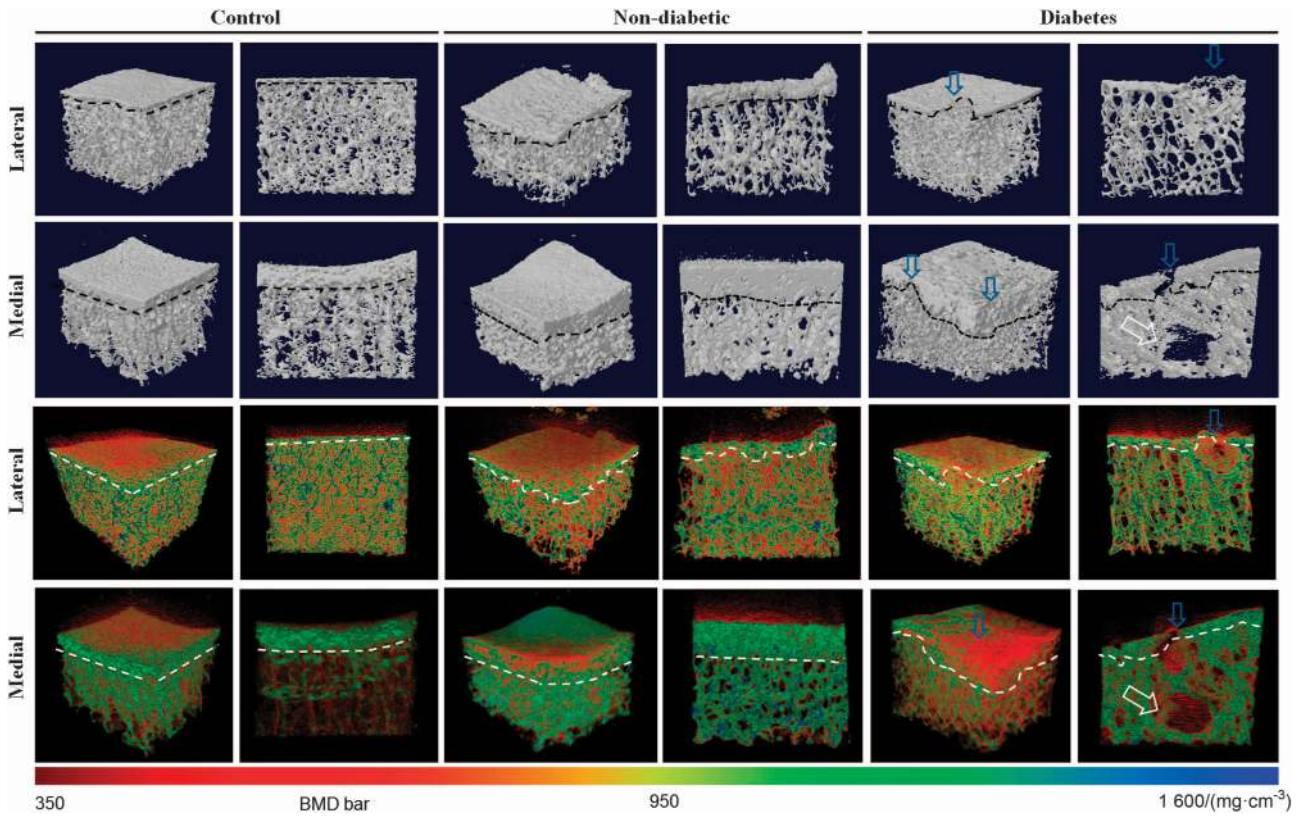 Control Non-diabetic Diabetes
Lateral
Medial
Lateral
Medial
350 BMD bar 950 1 600/(mg·cm⁻³)